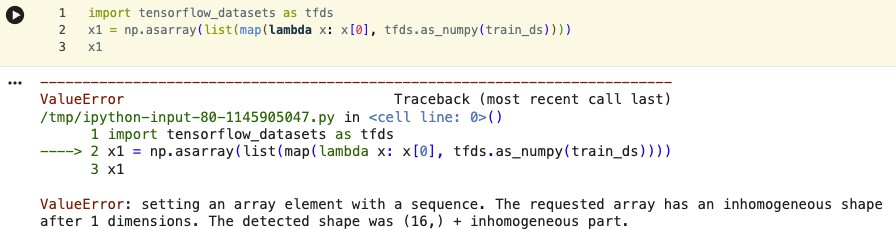 1 import tensorflow_datasets as tfds
2 x1 = np.asarray(list(map(lambda x: x[0], tfds.as_numpy(train_ds))))
3 x1
---------------------------------------------------------------------------
ValueError                                Traceback (most recent call last)
/tmp/ipython-input-80-1145905047.py in <cell line: 0>()
      1 import tensorflow_datasets as tfds
----> 2 x1 = np.asarray(list(map(lambda x: x[0], tfds.as_numpy(train_ds))))
      3 x1
ValueError: setting an array element with a sequence. The requested array has an inhomogeneous shape
after 1 dimensions. The detected shape was (16,) + inhomogeneous part.